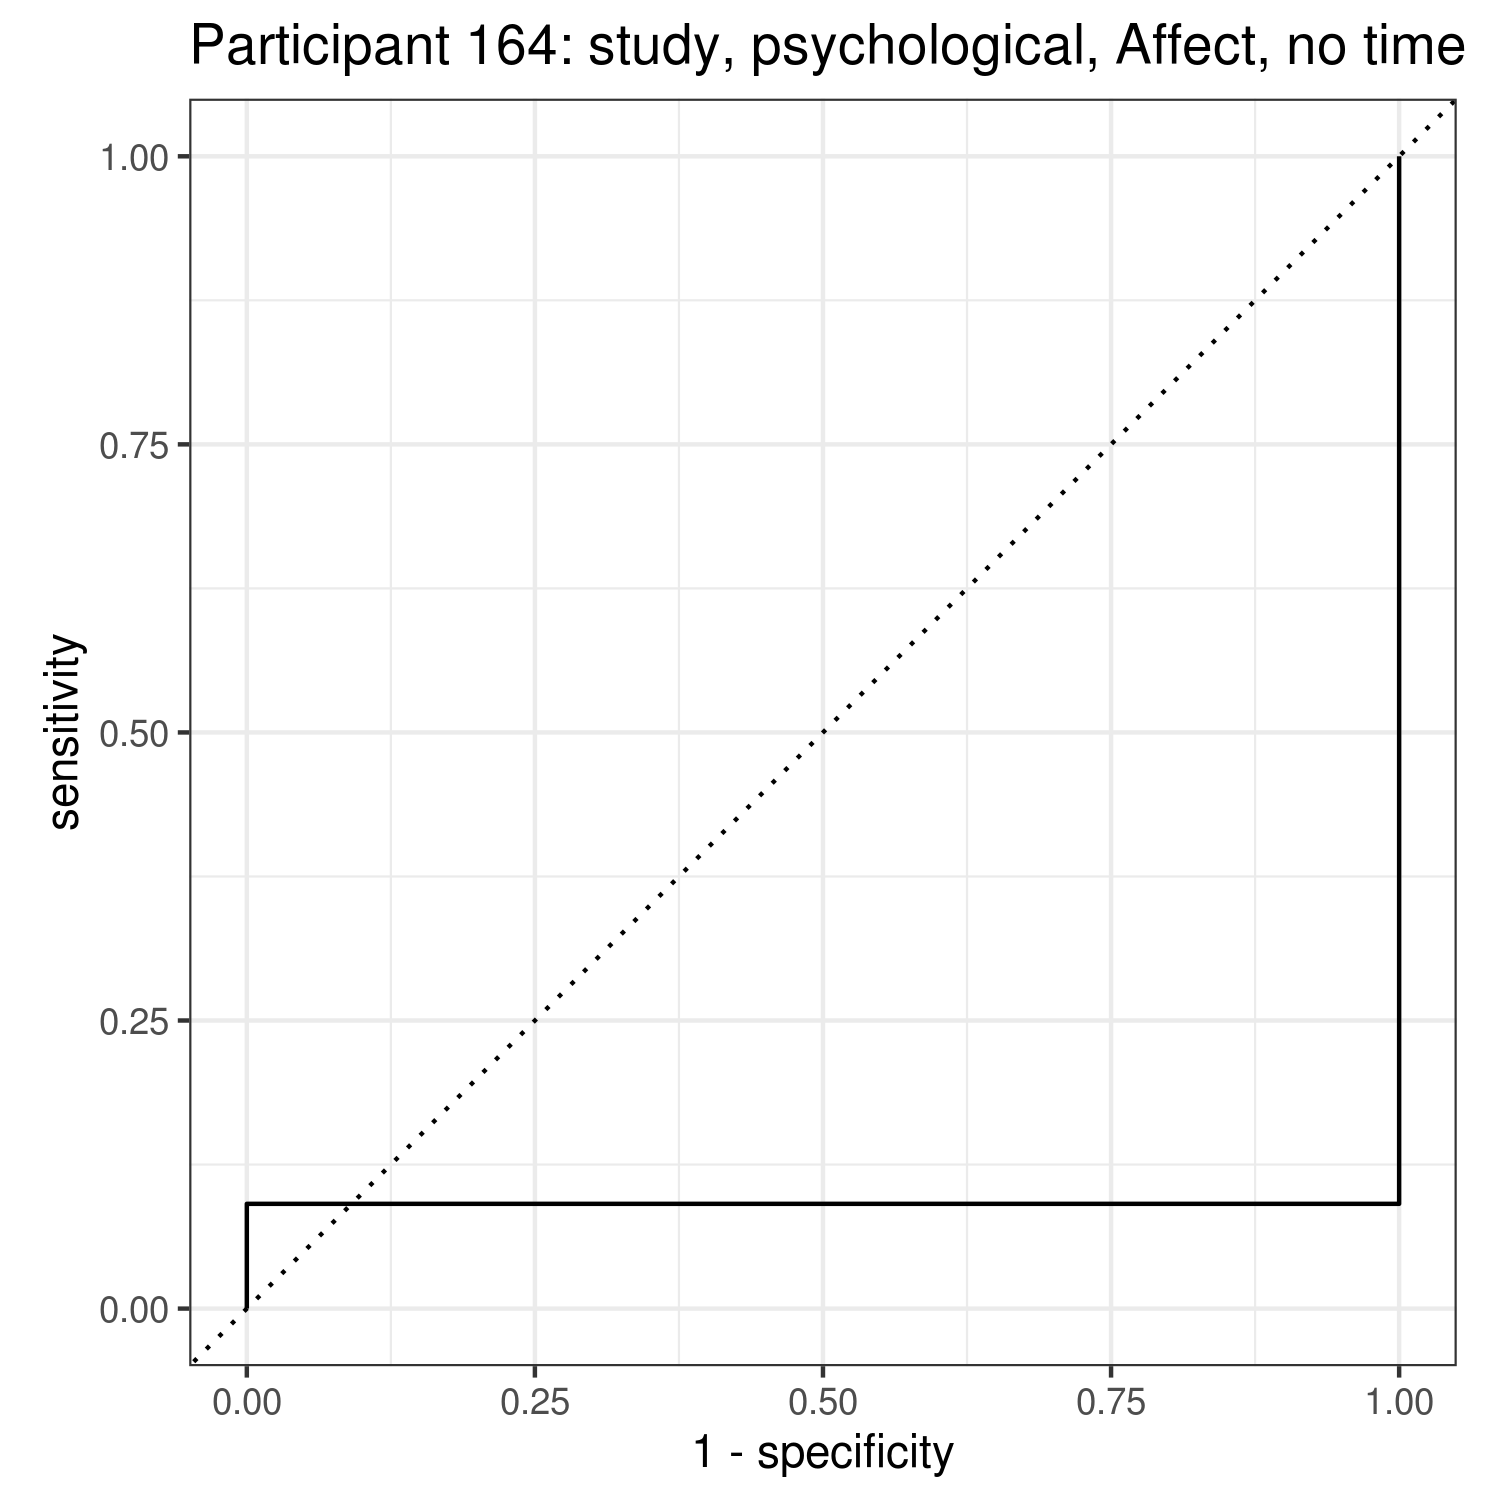 Participant 164: study, psychological, Affect, no time
1.00
0.75
0.50
0.25
0.00
sensitivity
0.00 0.25 0.50 0.75 1.00
1 - specificity